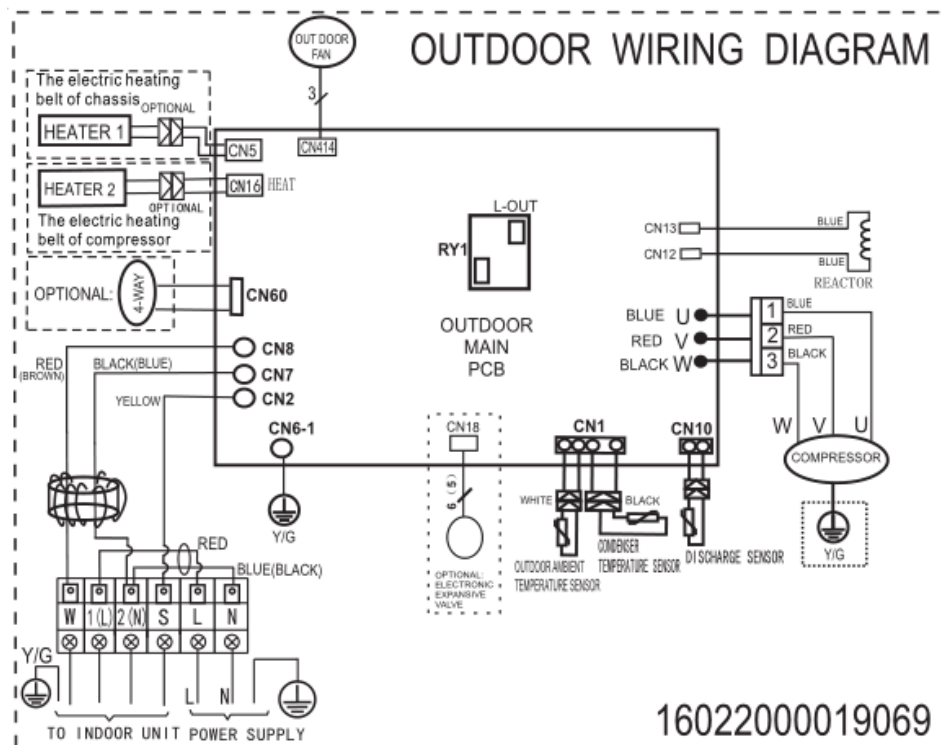 OUTDOOR WIRING DIAGRAM
OUT DOOR
FAN
3
The electric heating
belt of chassis
OPTIONAL
HEATER 1
CN5
CN414
HEATER 2
CN16 HEAT
OPTIONAL
The electric heating
belt of compressor
L-OUT
RY1
CN13
BLUE
CN12
BLUE
REACTOR
OPTIONAL:
4-WAY
CN60
OUTDOOR
MAIN
PCB
BLUE U
RED V
BLACK W
1
2
3
BLUE
RED
BLACK
W V U
COMPRESSOR
Y/G
RED
(BROWN)
BLACK(BLUE)
YELLOW
CN8
CN7
CN2
CN6-1
Y/G
CN18
6 (5)
OPTIONAL:
ELECTRONIC
EXPANSIVE
VALVE
CN1
WHITE
BLACK
OUTDOOR AMBIENT
TEMPERATURE SENSOR
CONDENSER
TEMPERATURE SENSOR
CN10
DISCHARGE SENSOR
RED
BLUE(BLACK)
W 1(L) 2(N) S L N
Y/G
L N
TO INDOOR UNIT POWER SUPPLY
16022000019069